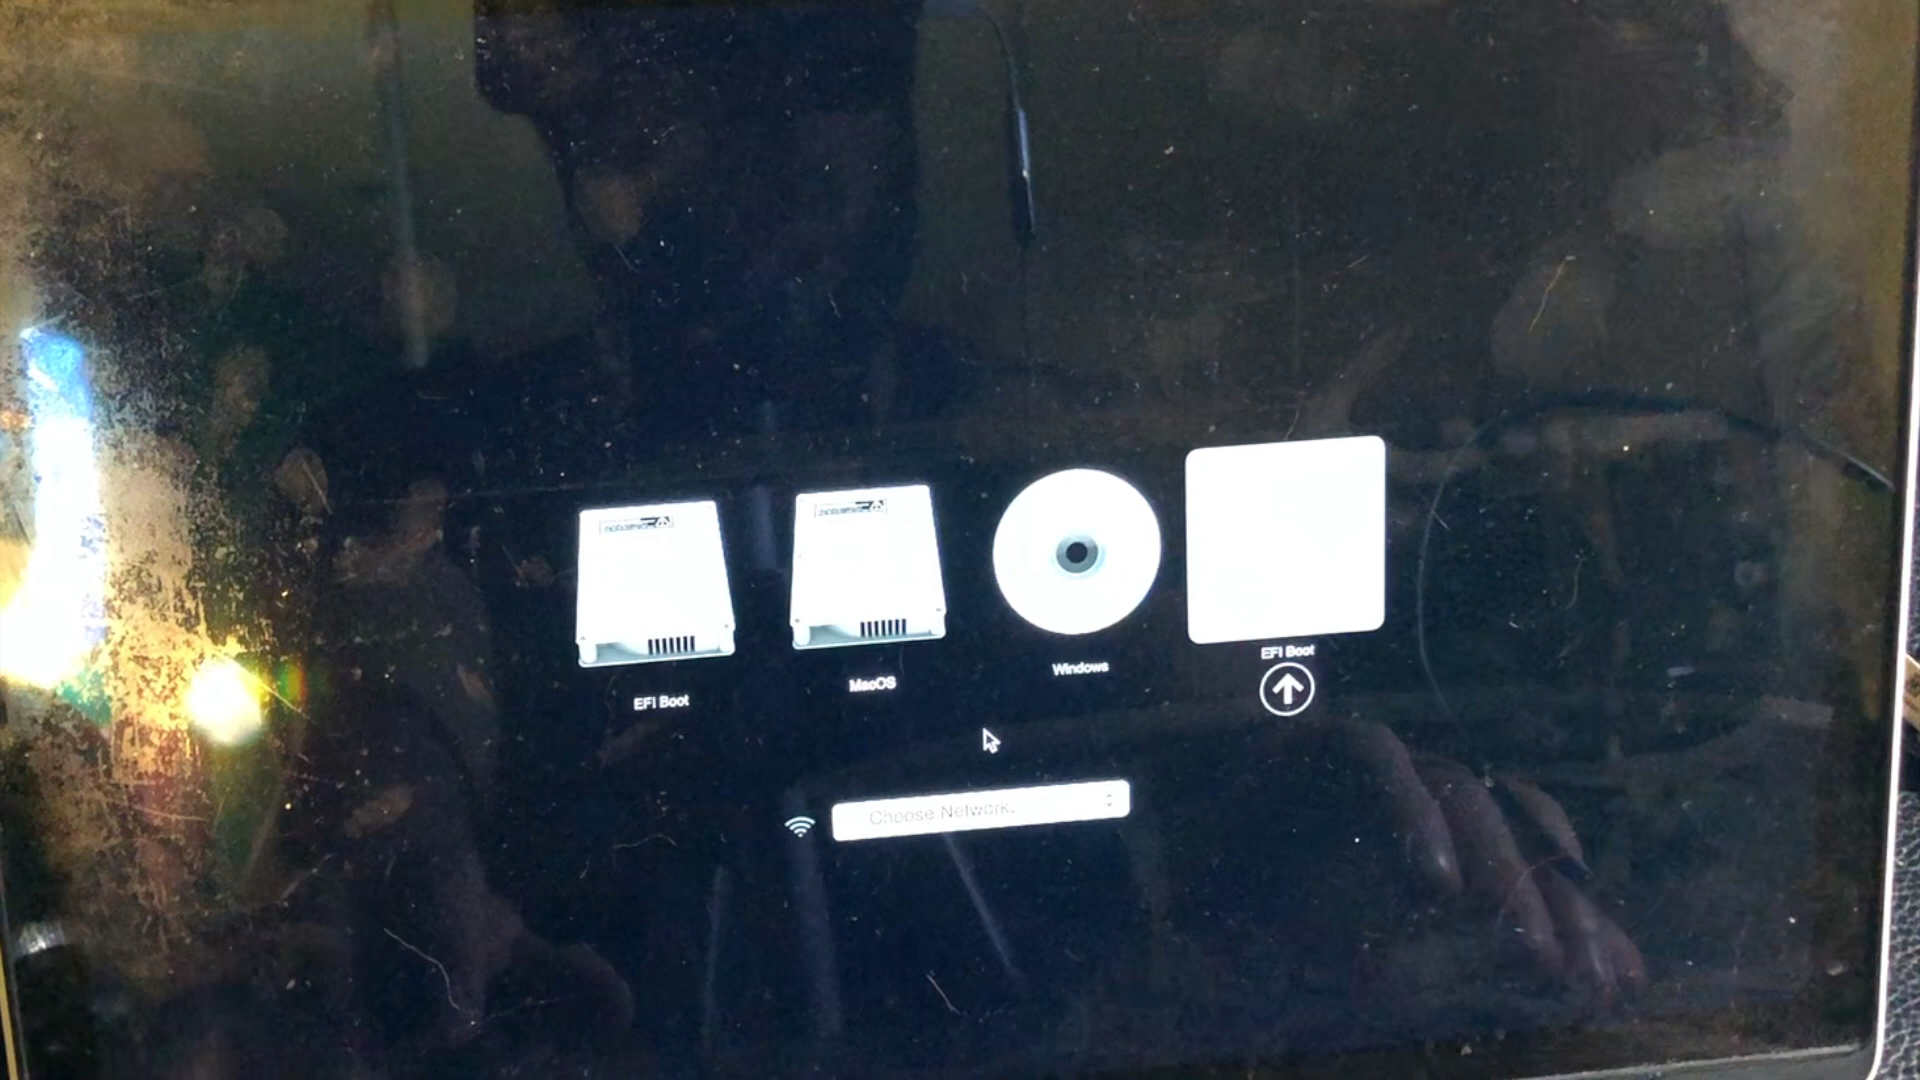 EFI Boot
MacOS
Windows
EFI Boot
Choose Network.